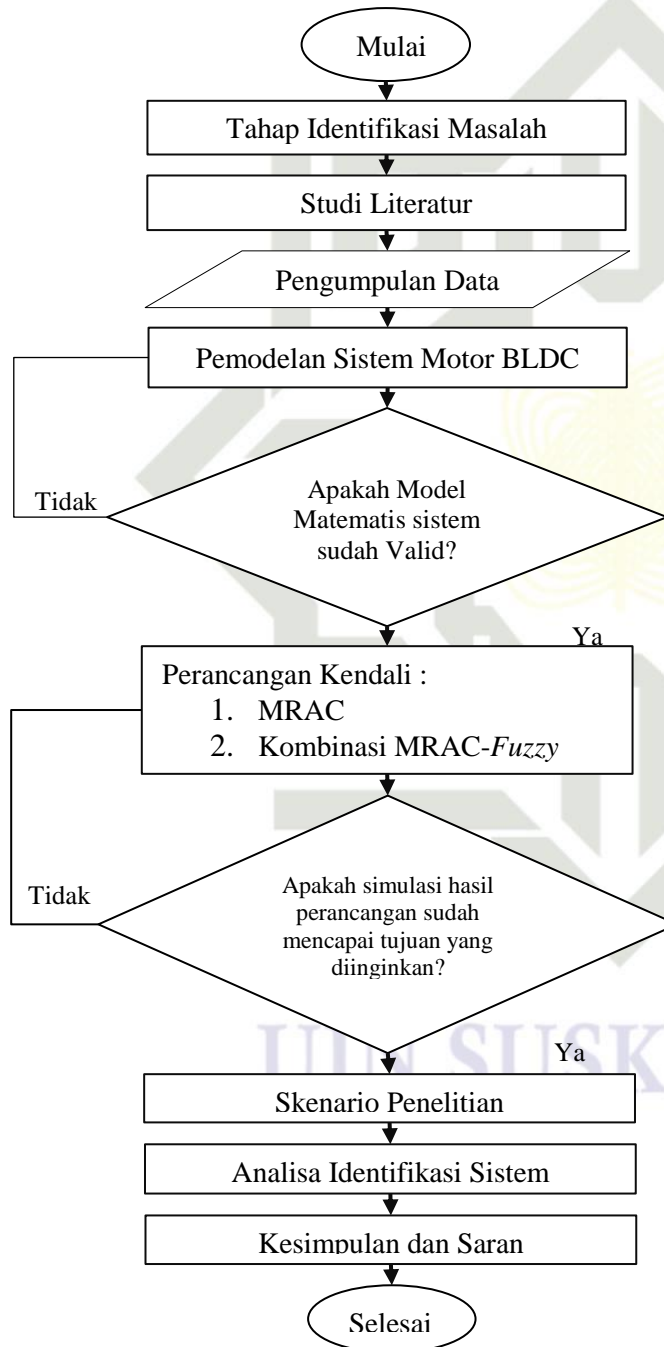 Mulai
Tahap Identifikasi Masalah
Studi Literatur
Pengumpulan Data
Pemodelan Sistem Motor BLDC
Tidak
Apakah Model
Matematis sistem
sudah Valid?
Ya
Perancangan Kendali :
1. MRAC
2. Kombinasi MRAC-Fuzzy
Tidak
Apakah simulasi hasil
perancangan sudah
mencapai tujuan yang
diinginkan?
UIN SUSK
Ya
Skenario Penelitian
Analisa Identifikasi Sistem
Kesimpulan dan Saran
Selesai